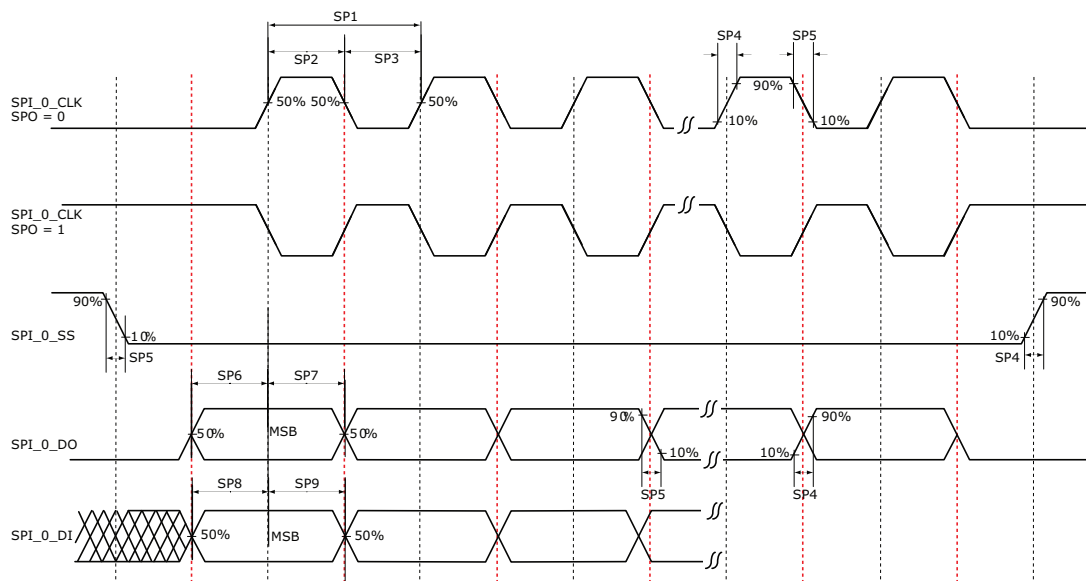 SP1
SP2 SP3
SP4 SP5
SPI_0_CLK
SPO = 0
50% 50% 50%
90%
10% 10%
SPI_0_CLK
SPO = 1
90% 90%
SPI_0_SS
10% 10%
SP5 SP4
SP6 SP7
SPI_0_DO
50% MSB 50%
90% 90%
10% 10%
SP5 SP4
SP8 SP9
SPI_0_DI
50% MSB 50%